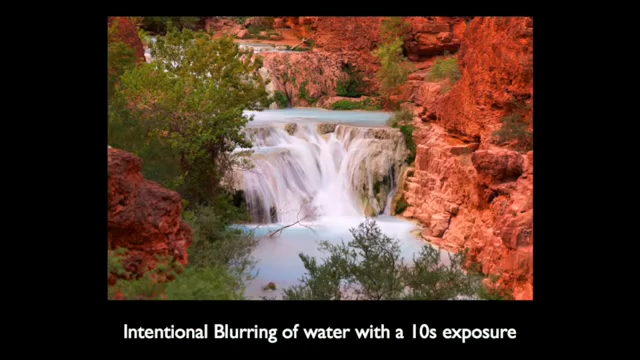 Intentional Blurring of water with a 10s exposure